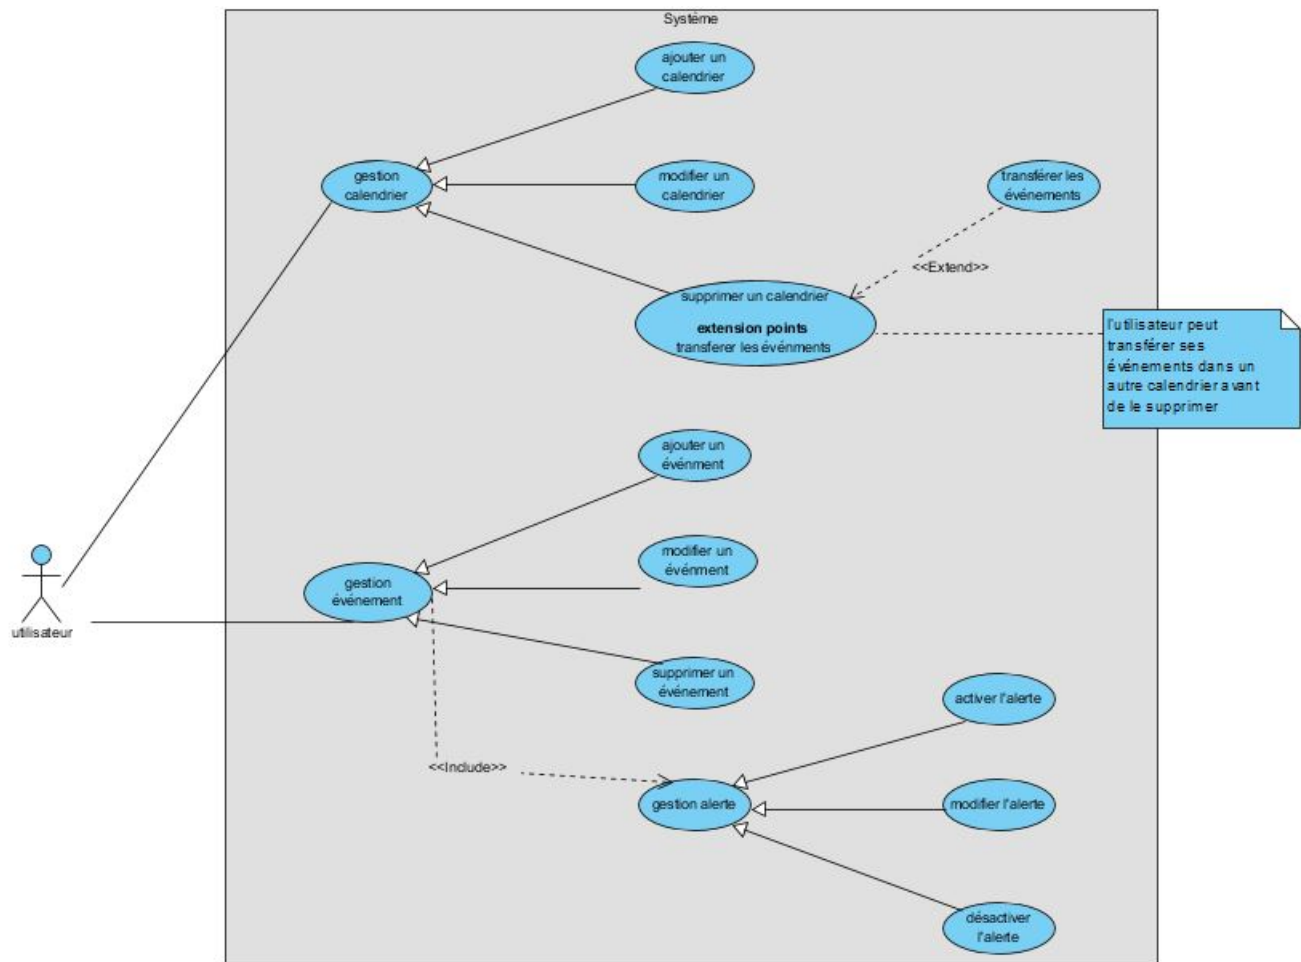 Systéme
ajouter un
calendrier
gestion
calendrier
modifier un
calendrier
transférer les
événements
<<Extend>>
supprimer un calendrier
extension points
transferer les événments
l'utilisateur peut
transférer ses
événements dans un
autre calendrier avant
de le supprimer
ajouter un
événment
modifier un
événment
gestion
événement
utilisateur
supprimer un
événement
activer l'alerte
<<Include>>
gestion alerte
modifier l'alerte
désactiver
l'alerte